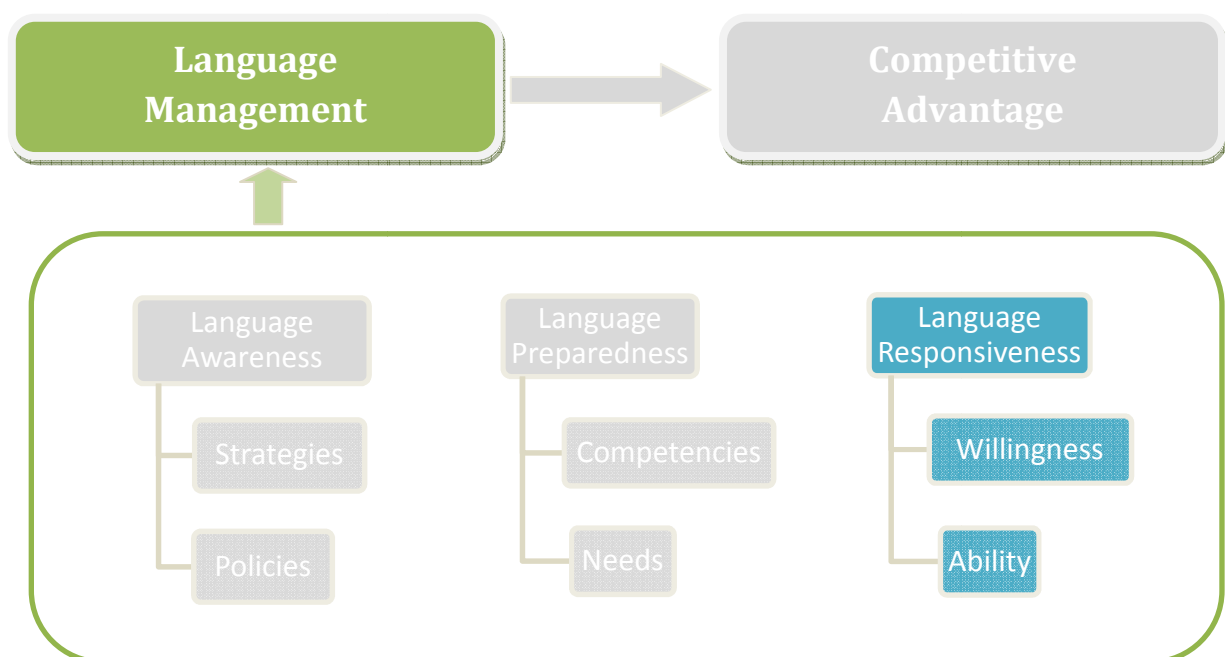 Language
Management
Competitive
Advantage
Language
Awareness
Strategies
Policies
Language
Preparedness
Competencies
Needs
Language
Responsiveness
Willingness
Ability